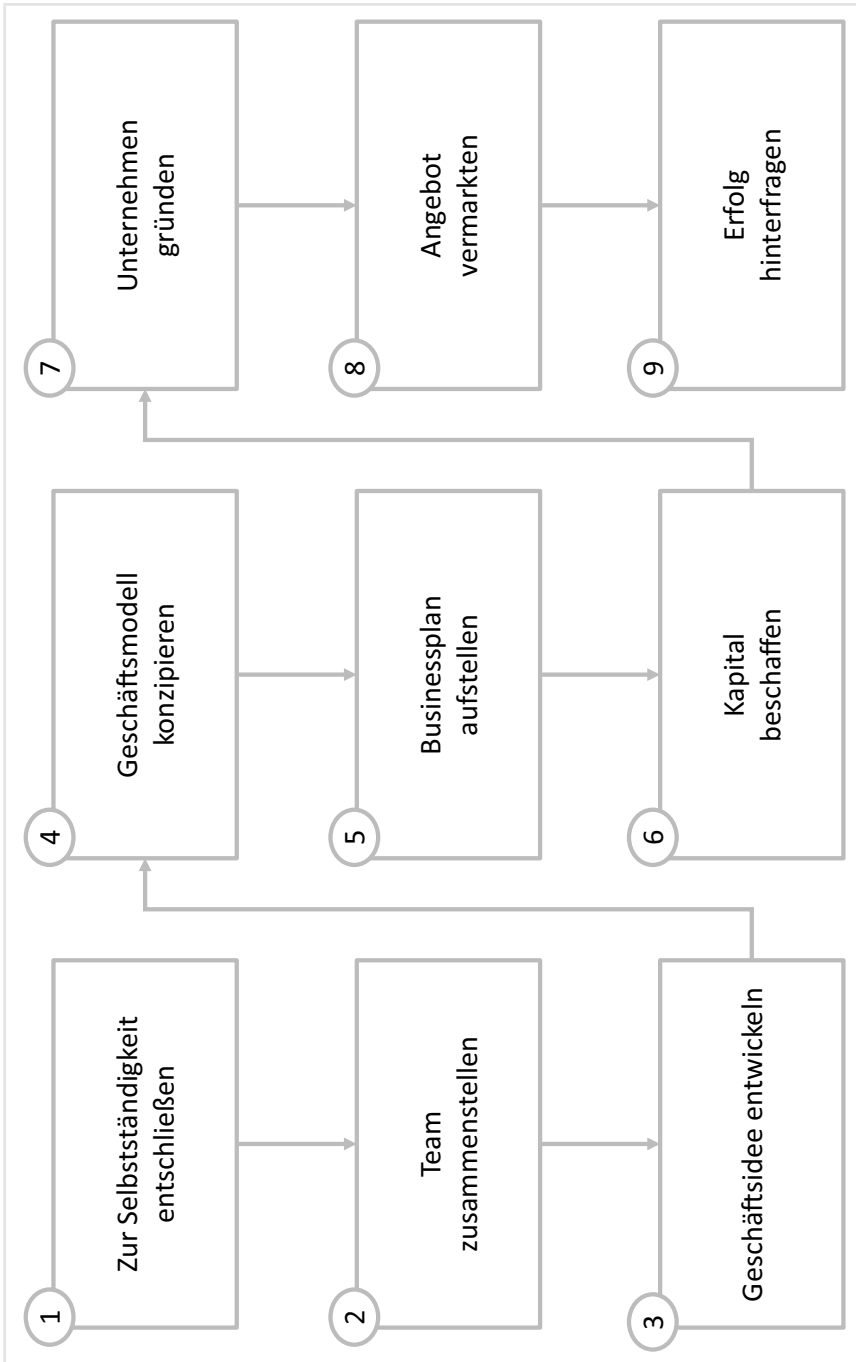 1
Zur Selbstständigkeit
entschließen
2
Team
zusammenstellen
3
Geschäftsidee entwickeln
4
Geschäftsmodell
konzipieren
5
Businessplan
aufstellen
6
Kapital
beschaffen
7
Unternehmen
gründen
8
Angebot
vermarkten
9
Erfolg
hinterfragen